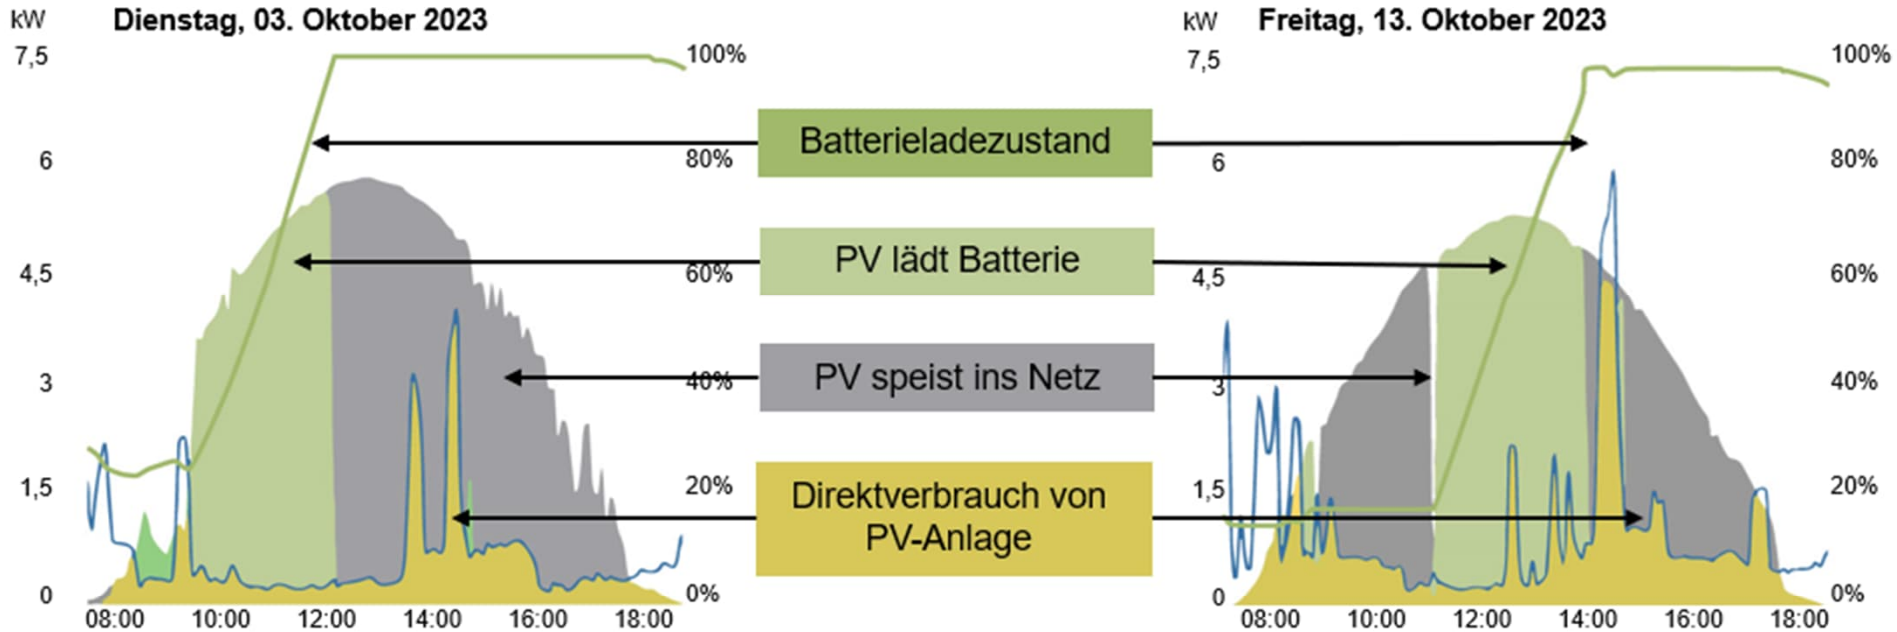 kW
Dienstag, 03. Oktober 2023
7,5
6
4,5
3
1,5
0
100%
80%
60%
40%
20%
0%
08:00 10:00 12:00 14:00 16:00 18:00
Batterieladezustand
PV lädt Batterie
PV speist ins Netz
Direktverbrauch von
PV-Anlage
kW
Freitag, 13. Oktober 2023
7,5
6
4,5
3
1,5
0
100%
80%
60%
40%
20%
0%
08:00 10:00 12:00 14:00 16:00 18:00